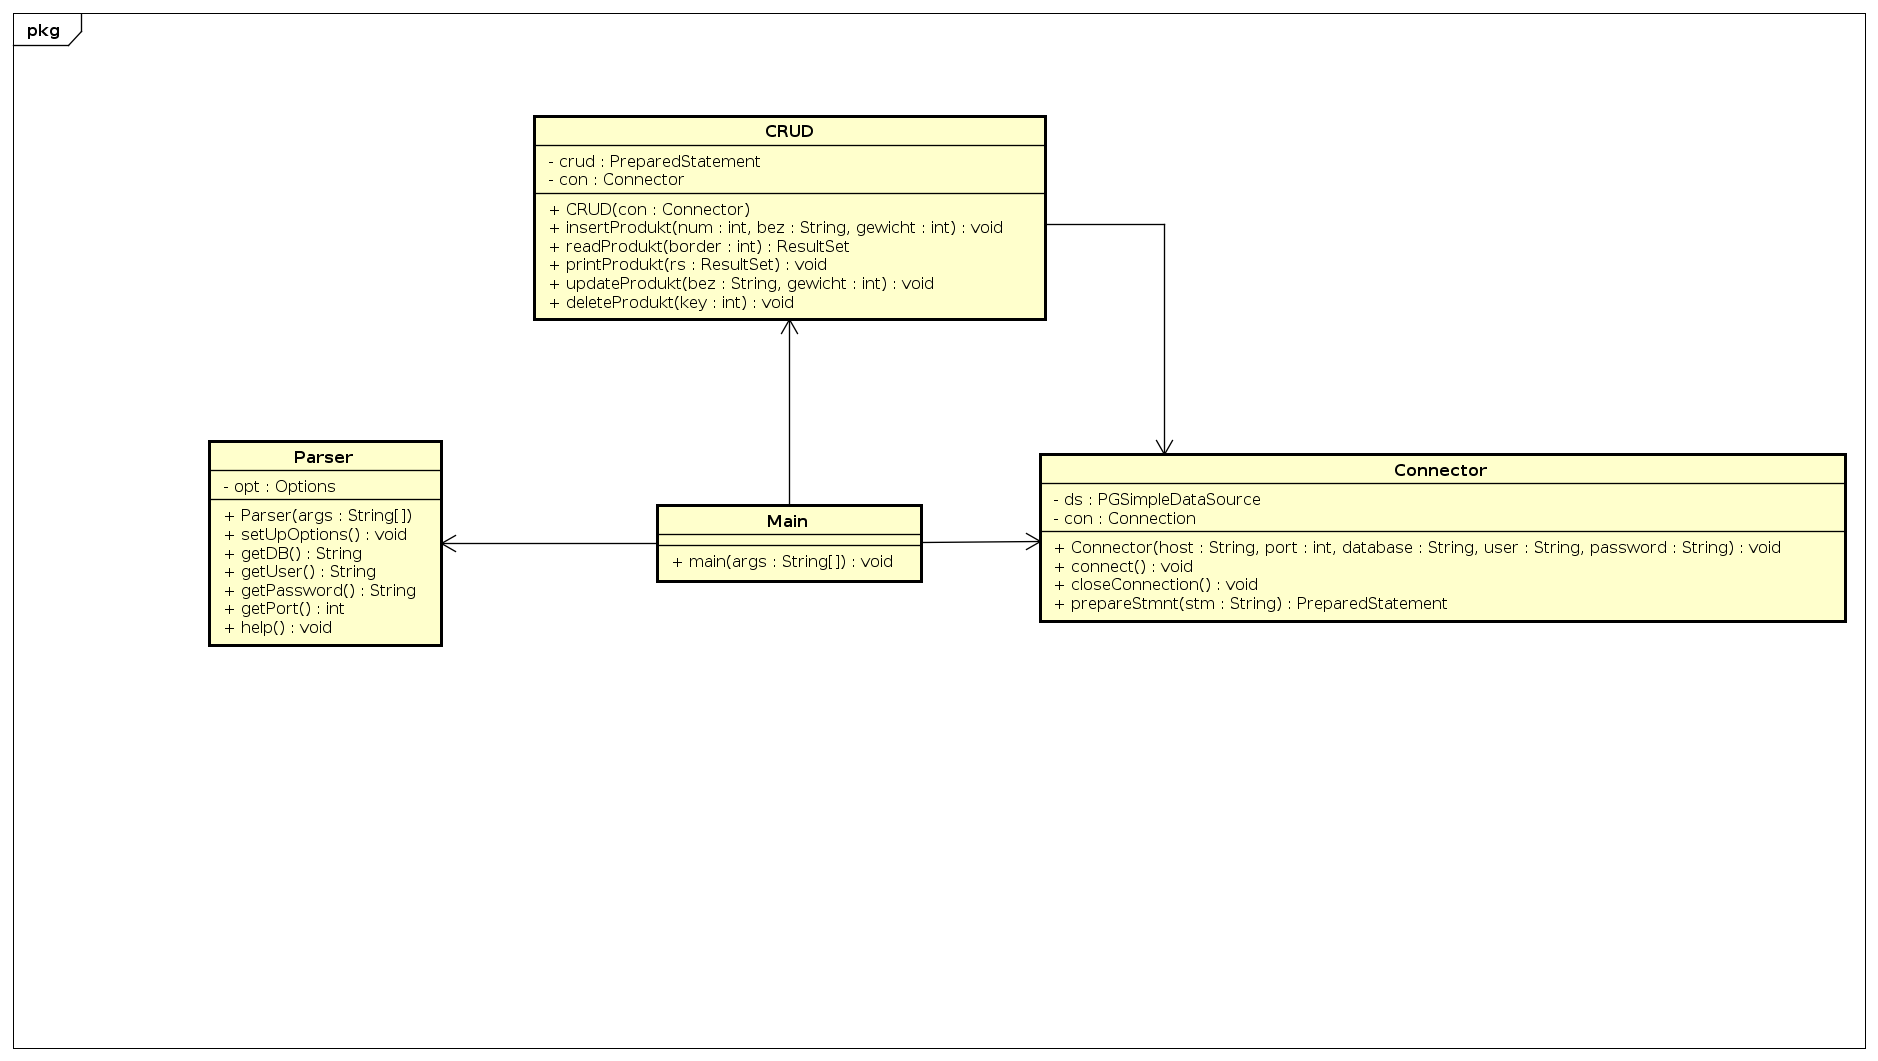 pkg
CRUD
- crud : PreparedStatement
- con : Connector
+ CRUD(con : Connector)
+ insertProdukt(num : int, bez : String, gewicht : int) : void
+ readProdukt(border : int) : ResultSet
+ printProdukt(rs : ResultSet) : void
+ updateProdukt(bez : String, gewicht : int) : void
+ deleteProdukt(key : int) : void
Parser
- opt : Options
+ Parser(args : String[])
+ setUpOptions() : void
+ getDB() : String
+ getUser() : String
+ getPassword() : String
+ getPort() : int
+ help() : void
Main
+ main(args : String[]) : void
Connector
- ds : PGSimpleDataSource
- con : Connection
+ Connector(host : String, port : int, database : String, user : String, password : String) : void
+ connect() : void
+ closeConnection() : void
+ prepareStmnt(stm : String) : PreparedStatement